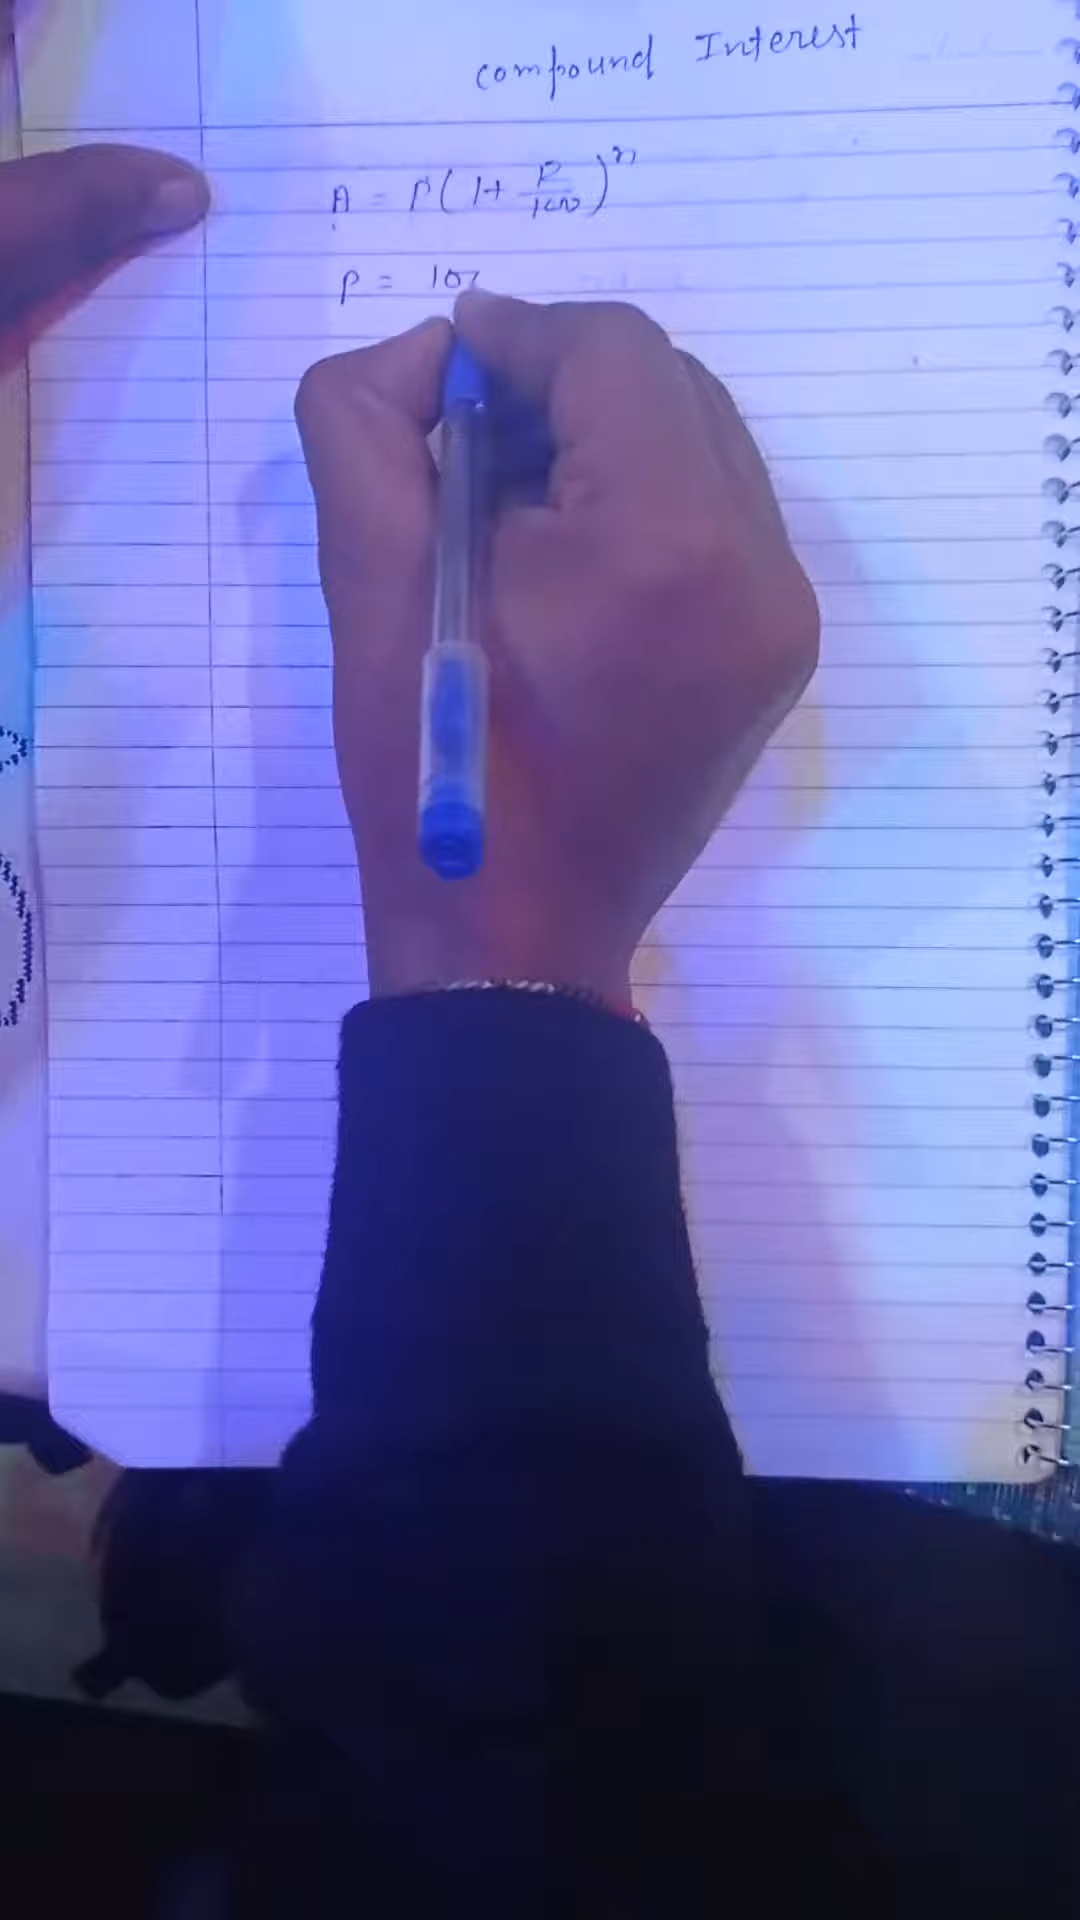 Compound Interest
A = P(1+ R/100)^n
P = 10